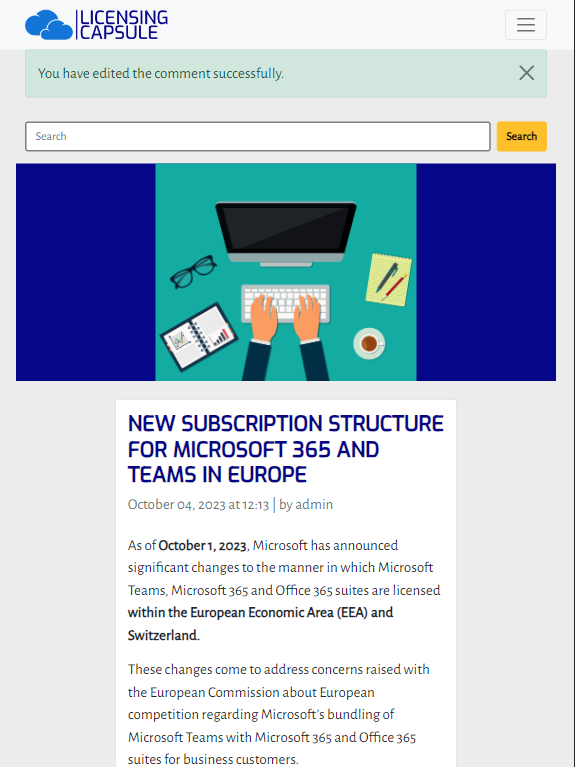 LICENSING
CAPSULE
You have edited the comment successfully.
Search
Search
NEW SUBSCRIPTION STRUCTURE
FOR MICROSOFT 365 AND
TEAMS IN EUROPE
October 04, 2023 at 12:13 | by admin
As of October 1, 2023, Microsoft has announced
significant changes to the manner in which Microsoft
Teams, Microsoft 365 and Office 365 suites are licensed
within the European Economic Area (EEA) and
Switzerland.
These changes come to address concerns raised with
the European Commission about European
competition regarding Microsoft's bundling of
Microsoft Teams with Microsoft 365 and Office 365
suites for business customers.